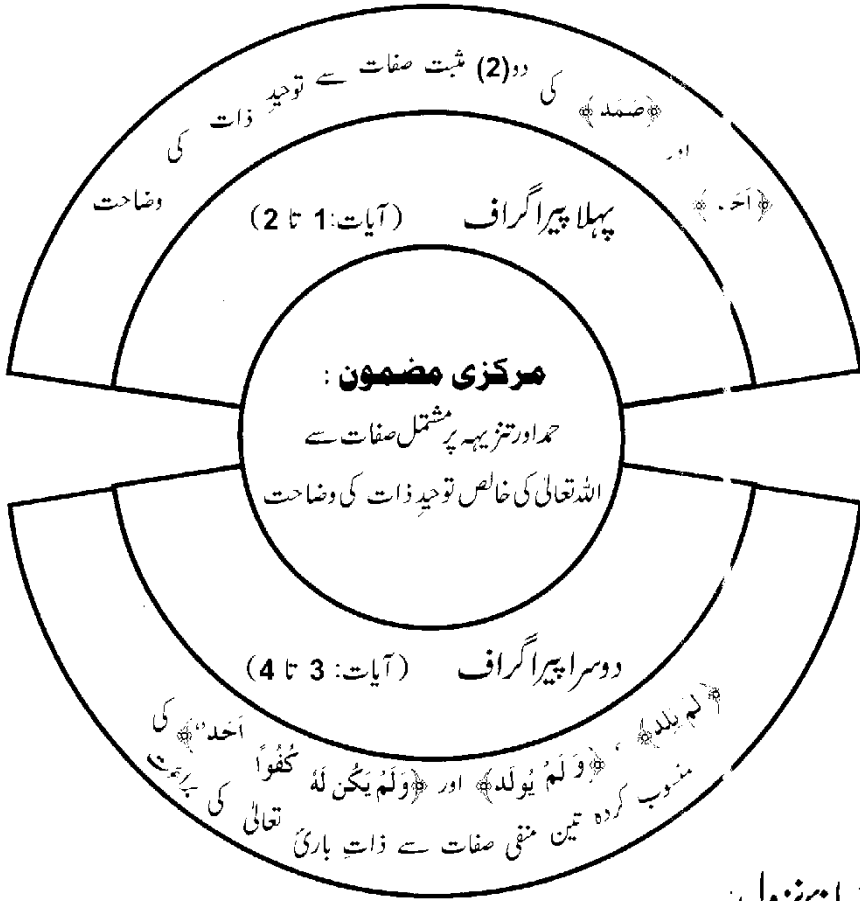 ﴿اَحَد﴾ اور ﴿صَمَد﴾ کی دو(2) مثبت صفات سے توحیدِ ذات کی وضاحت
پہلا پیراگراف (آیات:1 تا 2)
مرکزی مضمون :
حمد اور تنزیہہ پر مشتمل صفات سے
اللہ تعالیٰ کی خالص توحیدِ ذات کی وضاحت
دوسرا پیراگراف (آیات: 3 تا 4)
﴿لَم یَلِد﴾ ، ﴿وَ لَمْ یُولَد﴾ اور ﴿وَلَمْ یَکُن لَهُ کُفُوًا اَحَد''﴾ کی
منسوب کردہ تین منفی صفات سے ذاتِ باریٔ تعالیٰ کی براءت
نزول: